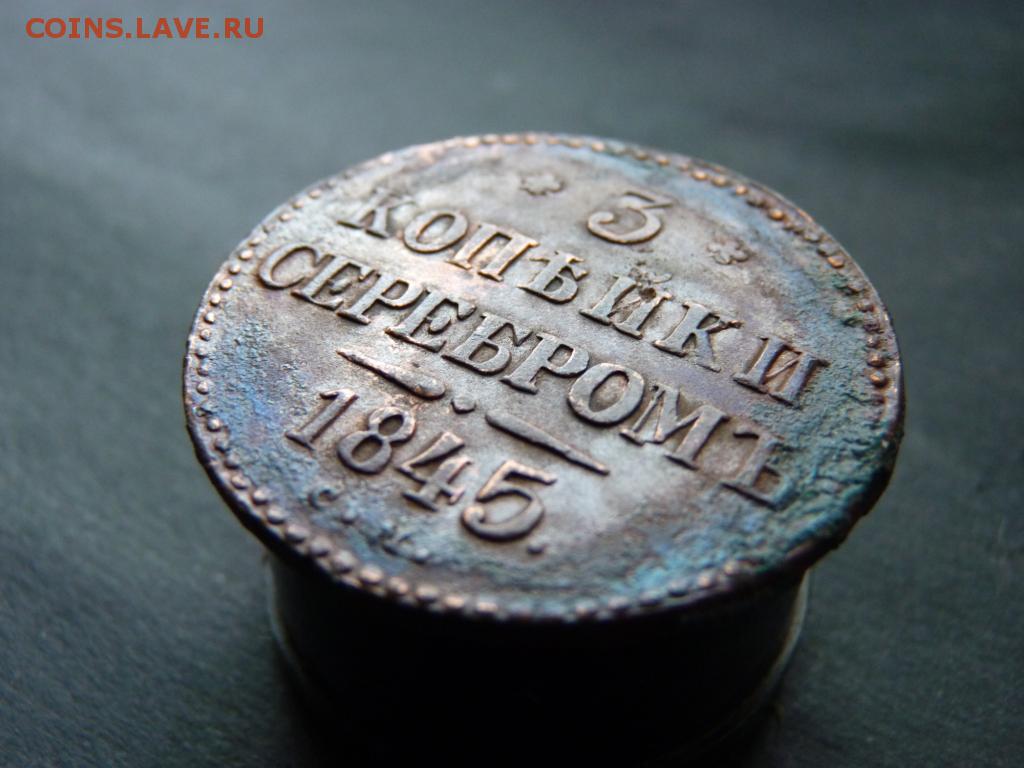 COINS.LAVE.RU
3
КОПѢЙКИ
СЕРЕБРОМЪ
1845.